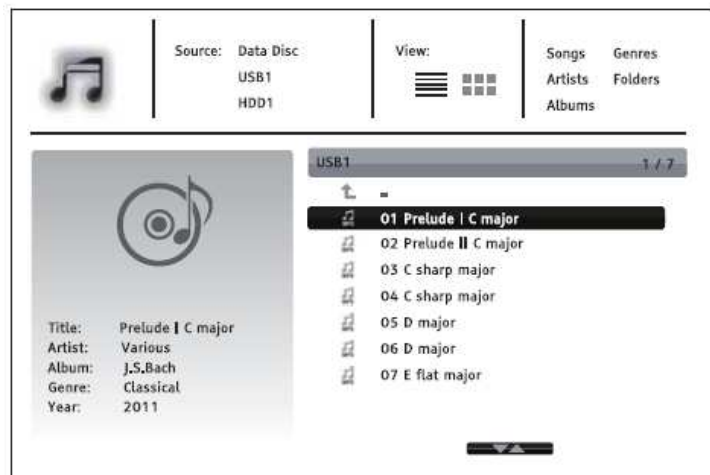 Source: Data Disc
USB1
HDD1
View:
Songs Genres
Artists Folders
Albums
USB1 1 / 7
01 Prelude I C major
02 Prelude II C major
03 C sharp major
04 C sharp major
05 D major
06 D major
07 E flat major
Title: Prelude I C major
Artist: Various
Album: J.S.Bach
Genre: Classical
Year: 2011